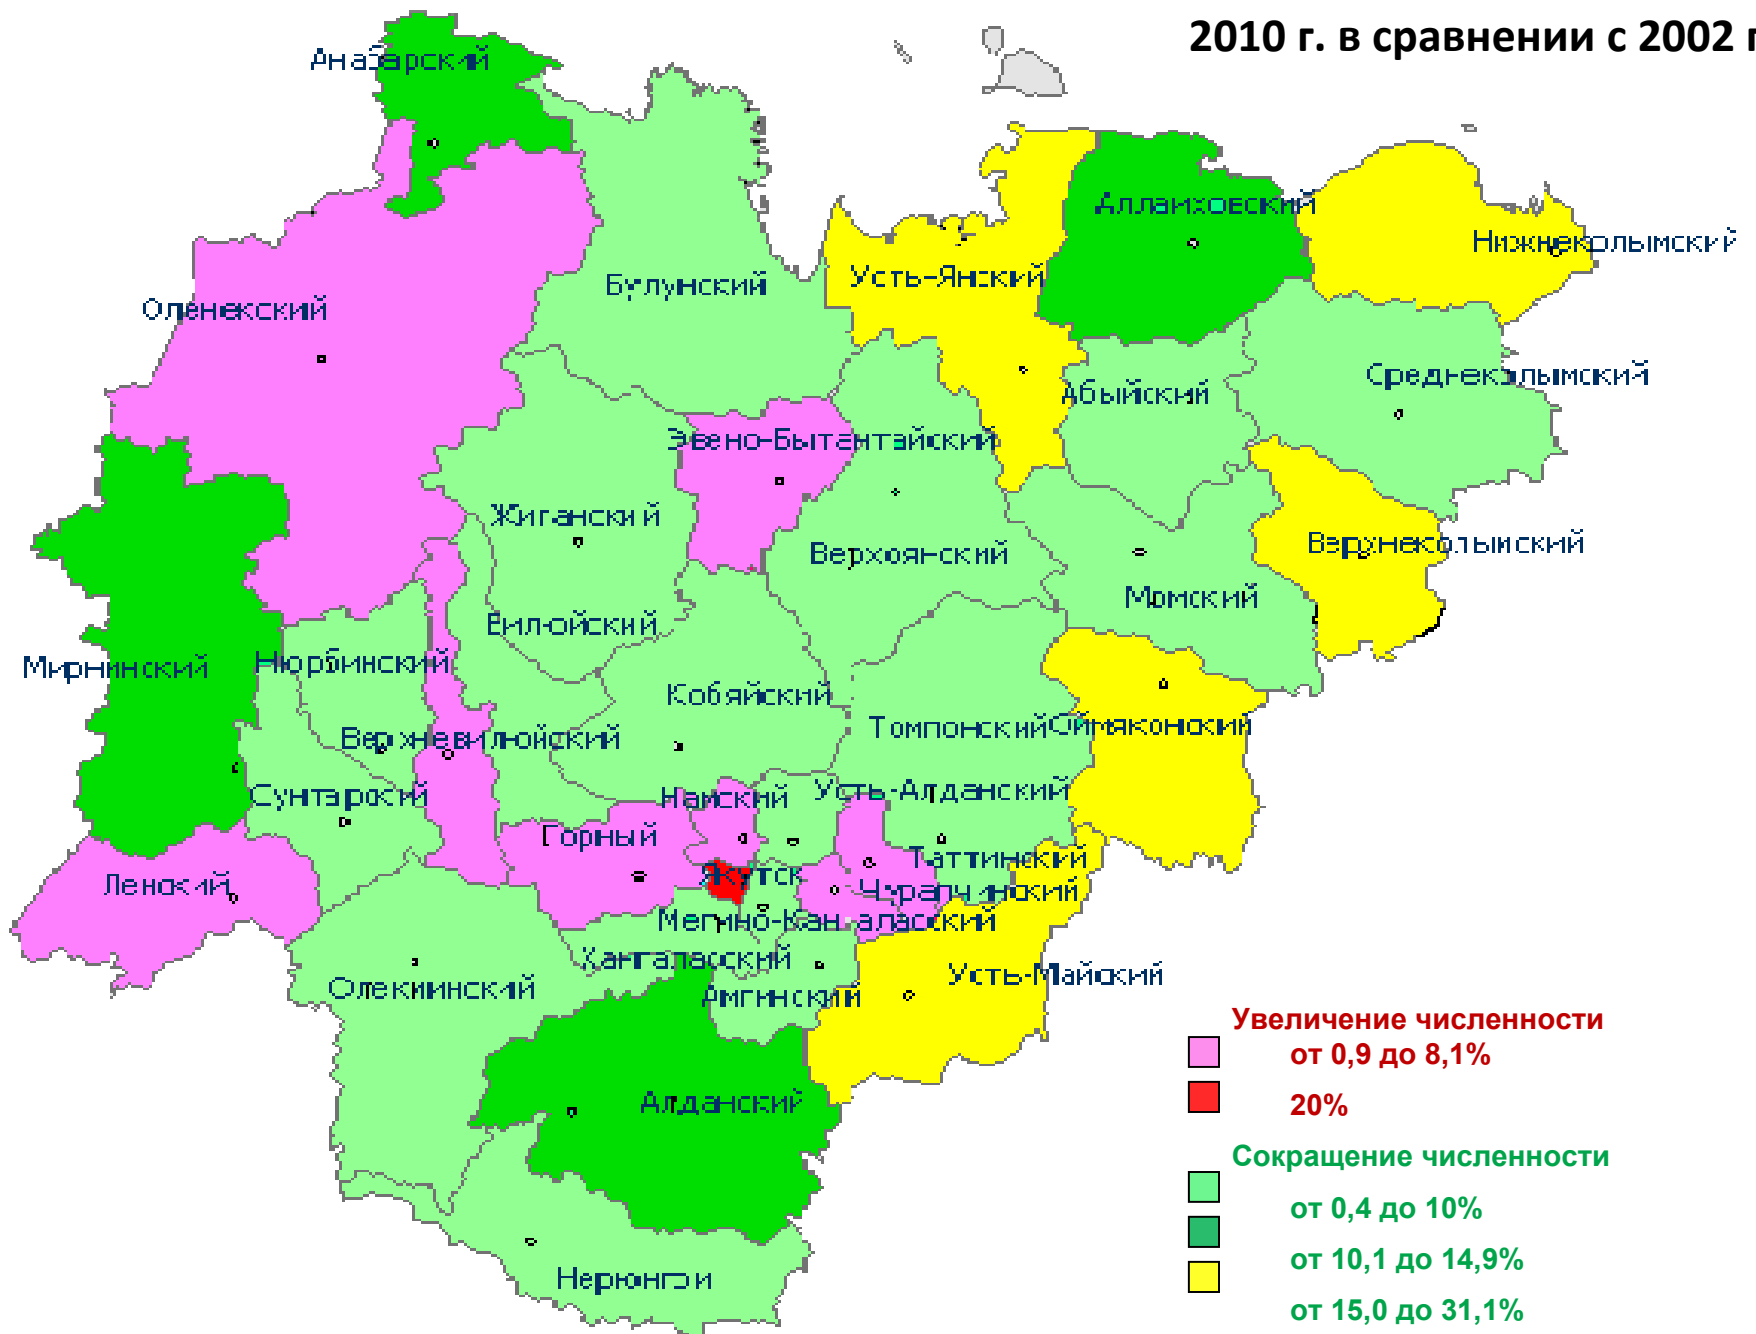 2010 г. в сравнении с 2002 г
Анабарский
Аллаиховский
Нижнеколымский
Усть-Янский
Булунский
Оленекский
Среднеколымский
Абыйский
Эвено-Бытантайский
Жиганский
Верхоянский
Верхнеколымский
Момский
Вилюйский
Мирнинский
Нюрбинский
Кобяйский
Томпонский
Оймяконский
Верхневилюйский
Сунтарский
Намский
Усть-Алданский
Горный
Таттинский
Ленский
Якутск
Чурапчинский
Мегино-Кангаласский
Хангаласский
Усть-Майский
Олекминский
Амгинский
Алданский
Нерюнгри
Увеличение численности
от 0,9 до 8,1%
20%
Сокращение численности
от 0,4 до 10%
от 10,1 до 14,9%
от 15,0 до 31,1%